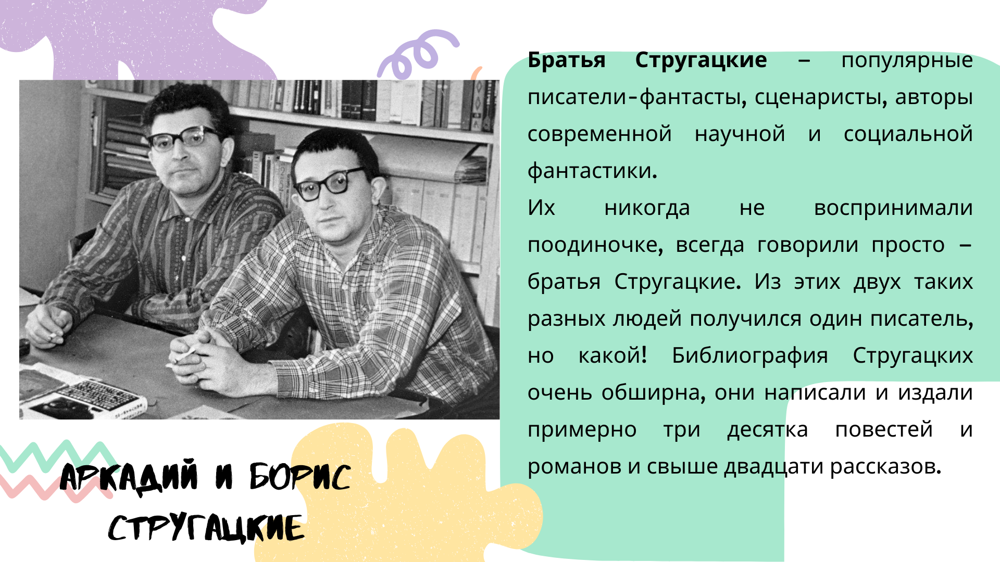 Братья Стругацкие – популярные
писатели-фантасты, сценаристы, авторы
современной научной и социальной
фантастики.
Их никогда не воспринимали
поодиночке, всегда говорили просто –
братья Стругацкие. Из этих двух таких
разных людей получился один писатель,
но какой! Библиография Стругацких
очень обширна, они написали и издали
примерно три десятка повестей и
романов и свыше двадцати рассказов.
АРКАДИЙ И БОРИС
СТРУГАЦКИЕ